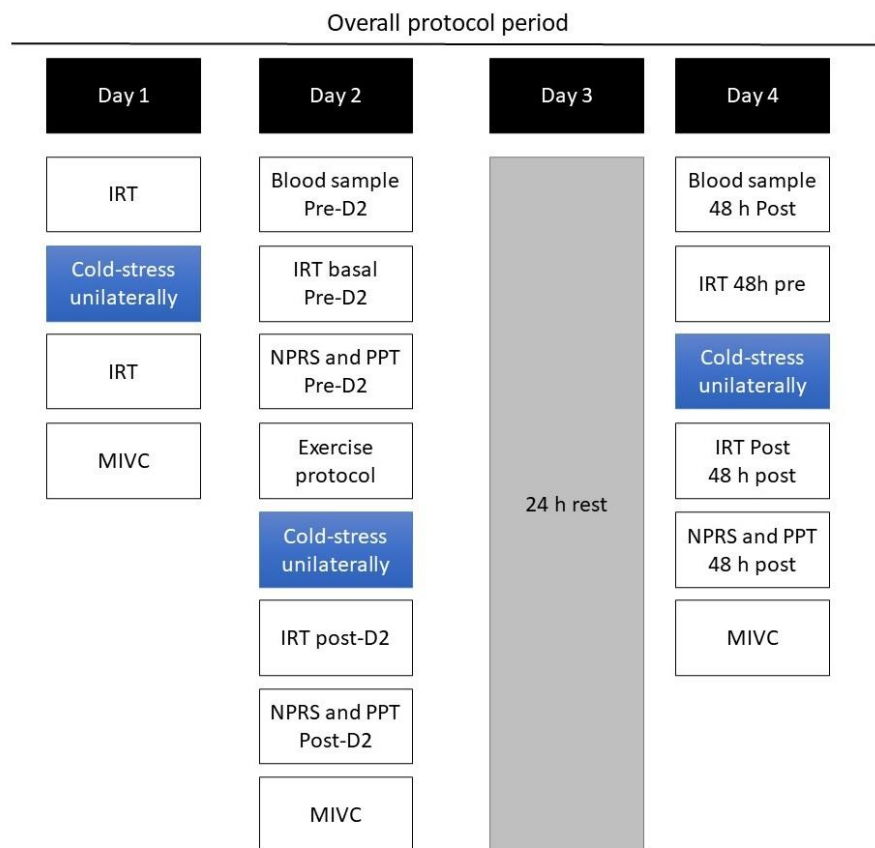 Overall protocol period
Day 1
IRT
Cold-stress
unilaterally
IRT
MIVC
Day 2
Blood sample
Pre-D2
IRT basal
Pre-D2
NPRS and PPT
Pre-D2
Exercise
protocol
Cold-stress
unilaterally
IRT post-D2
NPRS and PPT
Post-D2
MIVC
Day 3
24 h rest
Day 4
Blood sample
48 h Post
IRT 48h pre
Cold-stress
unilaterally
IRT Post
48 h post
NPRS and PPT
48 h post
MIVC